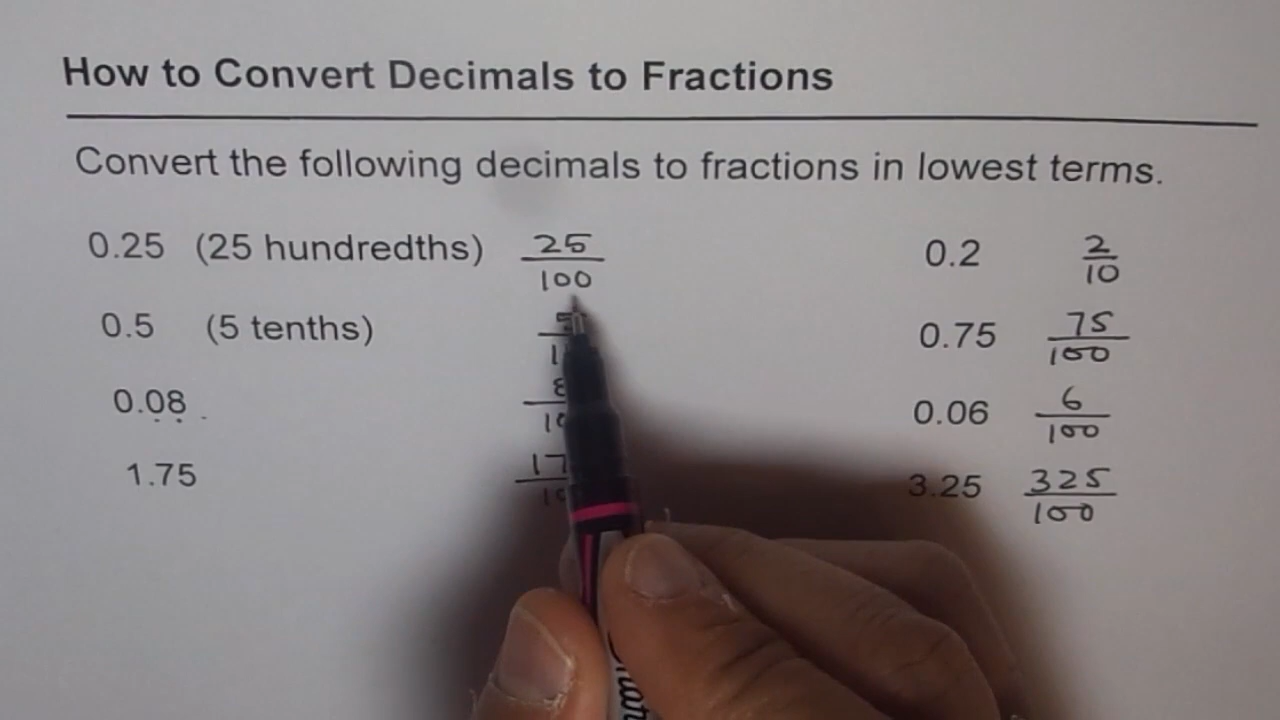 How to Convert Decimals to Fractions
Convert the following decimals to fractions in lowest terms.
0.25 (25 hundredths) 25/100 0.2 2/10
0.5 (5 tenths) 0.75 75/100
0.08 0.06 6/100
1.75 3.25 325/100